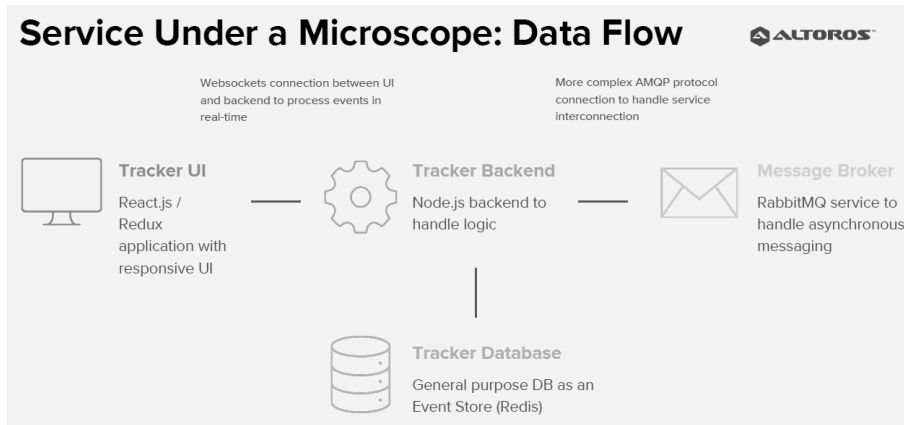 Service Under a Microscope: Data Flow
ALTOROS
Websockets connection between UI
and backend to process events in
real-time
More complex AMQP protocol
connection to handle service
interconnection
Tracker UI
React.js /
Redux
application with
responsive UI
Tracker Backend
Node.js backend to
handle logic
Message Broker
RabbitMQ service to
handle asynchronous
messaging
Tracker Database
General purpose DB as an
Event Store (Redis)